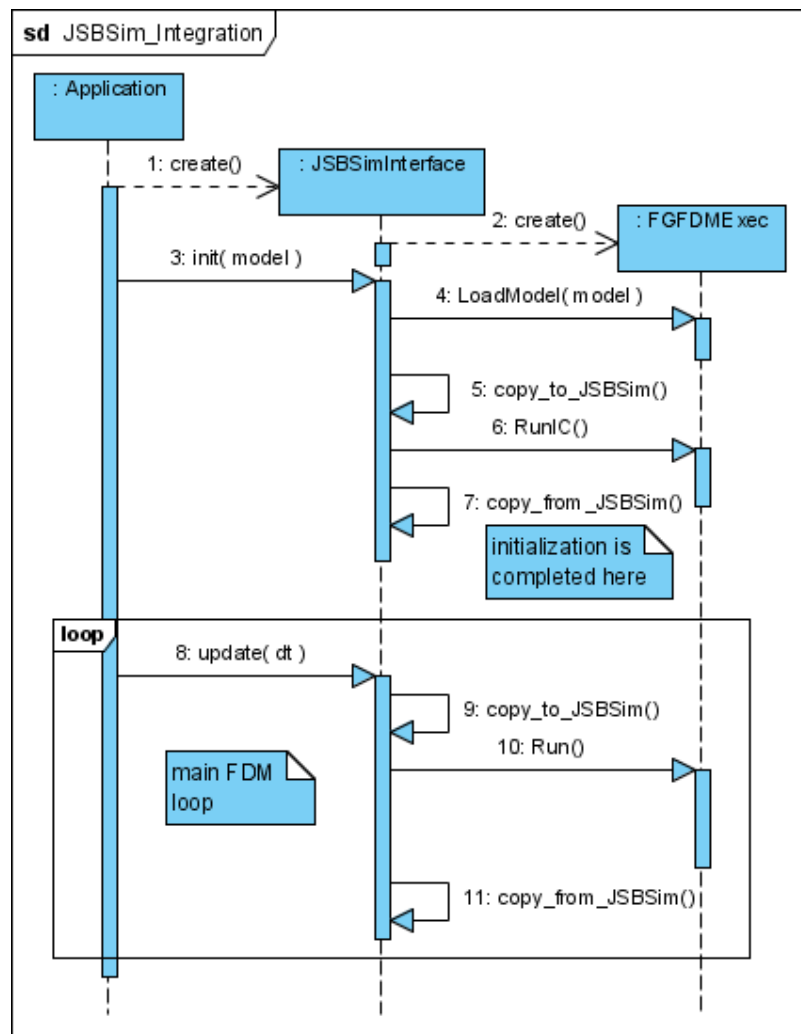 sd JSBSim_Integration
: Application
1: create()
: JSBSimInterface
2: create()
: FGFDMExec
3: init( model )
4: LoadModel( model )
5: copy_to_JSBSim()
6: RunIC()
7: copy_from_JSBSim()
initialization is
completed here
loop
8: update( dt )
9: copy_to_JSBSim()
10: Run()
main FDM
loop
11: copy_from_JSBSim()